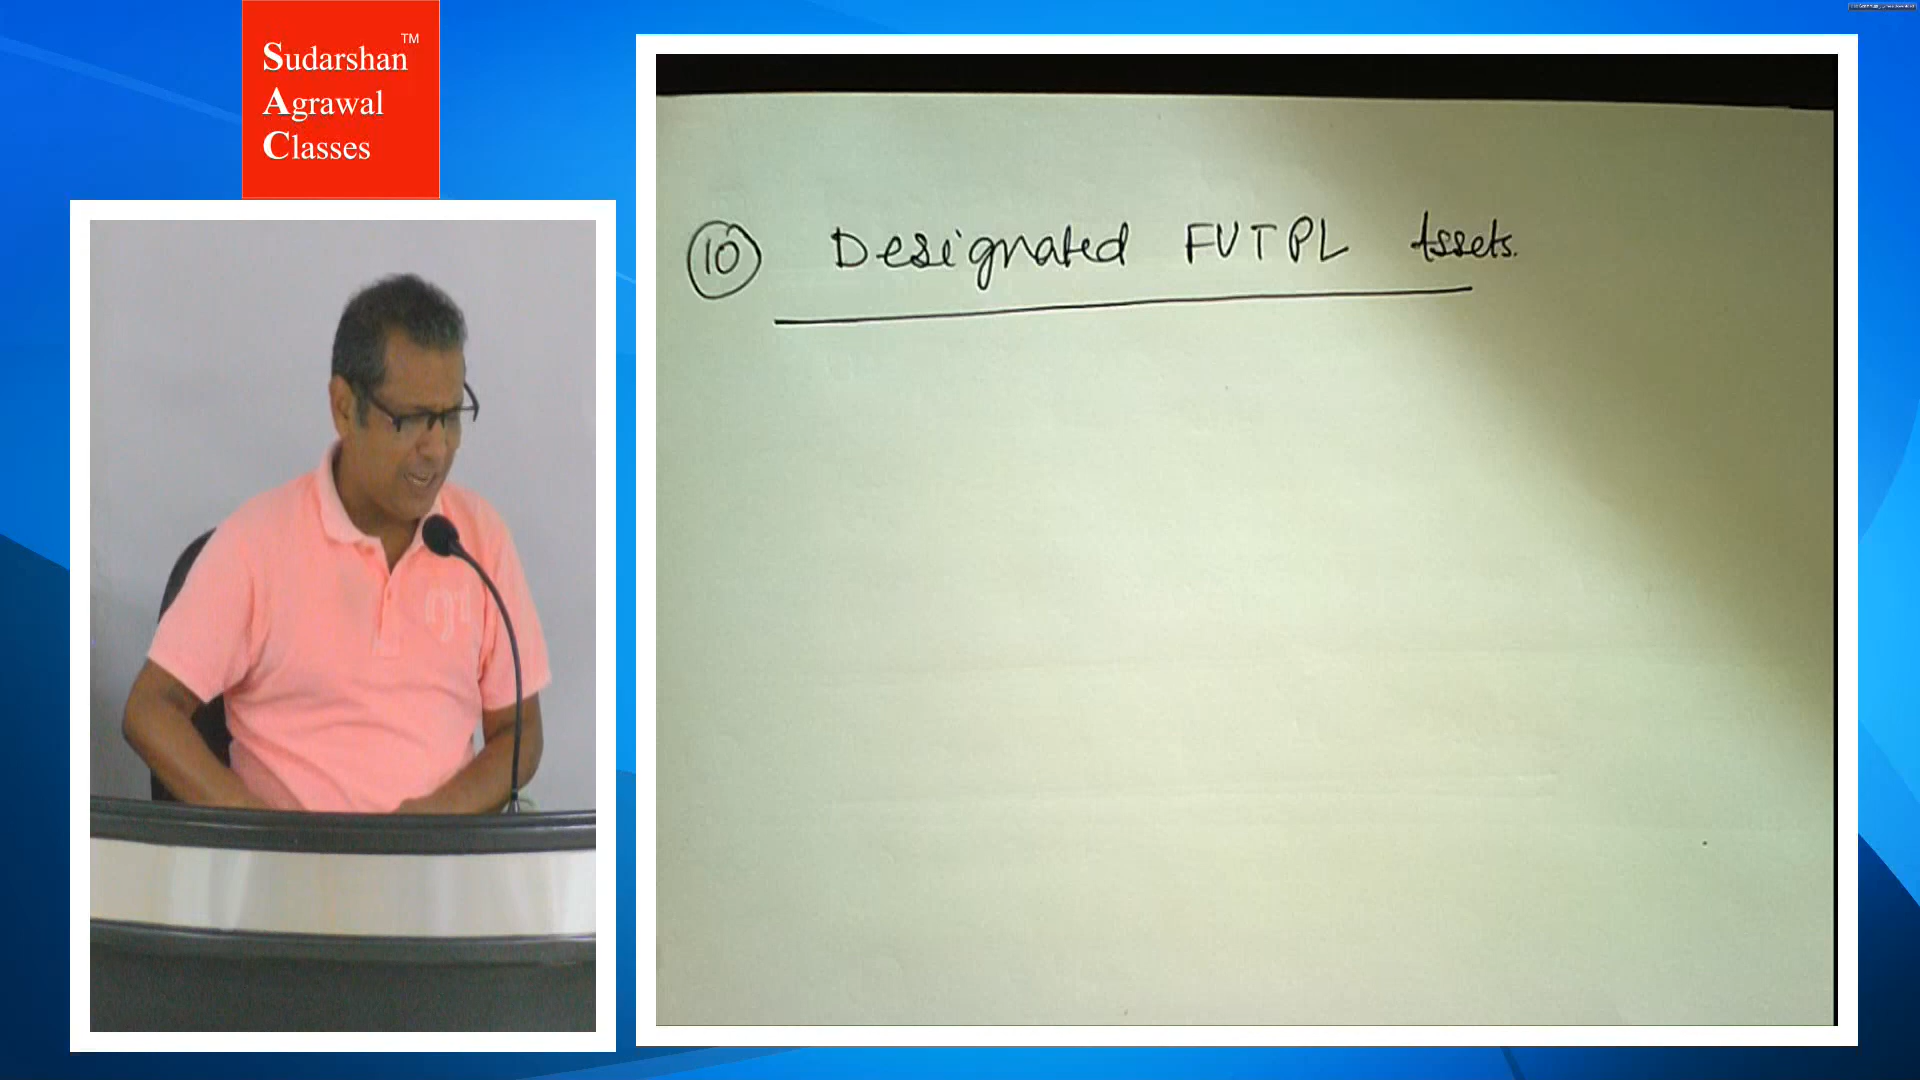 Sudarshan™
Agrawal
Classes
10 Designated FVTPL Assets.